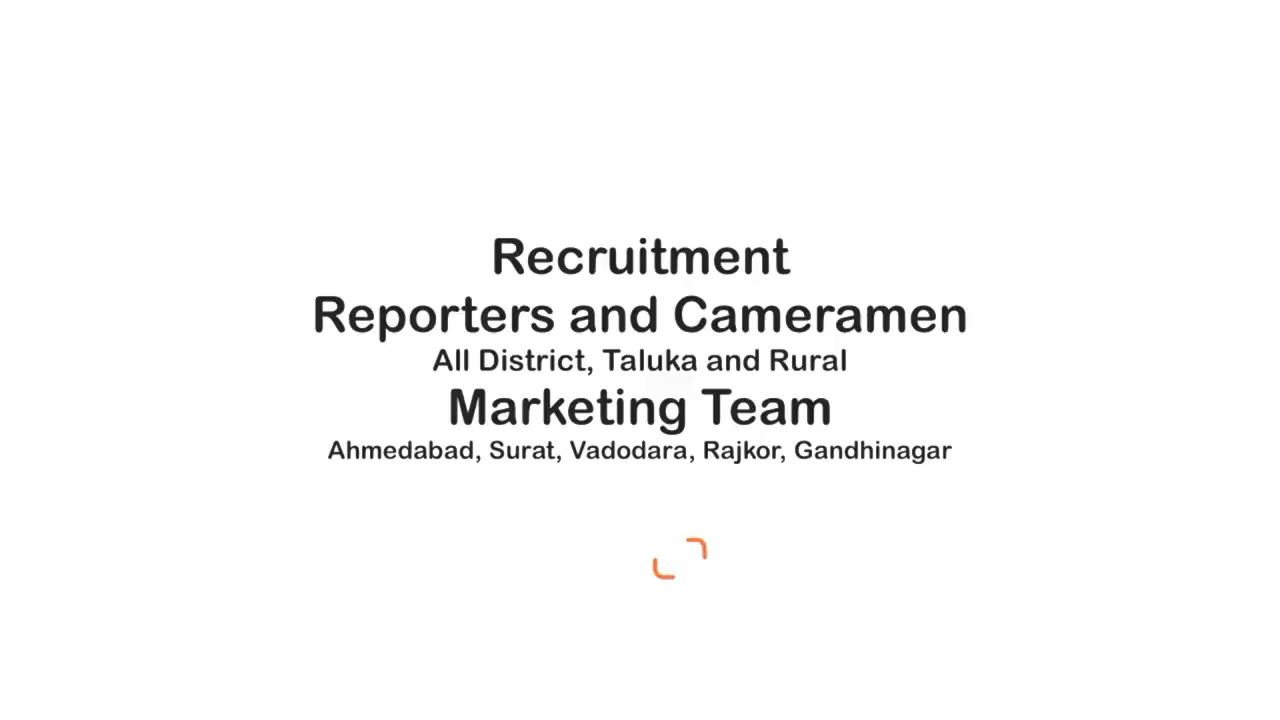 Recruitment
Reporters and Cameramen
All District, Taluka and Rural
Marketing Team
Ahmedabad, Surat, Vadodara, Rajkor, Gandhinagar